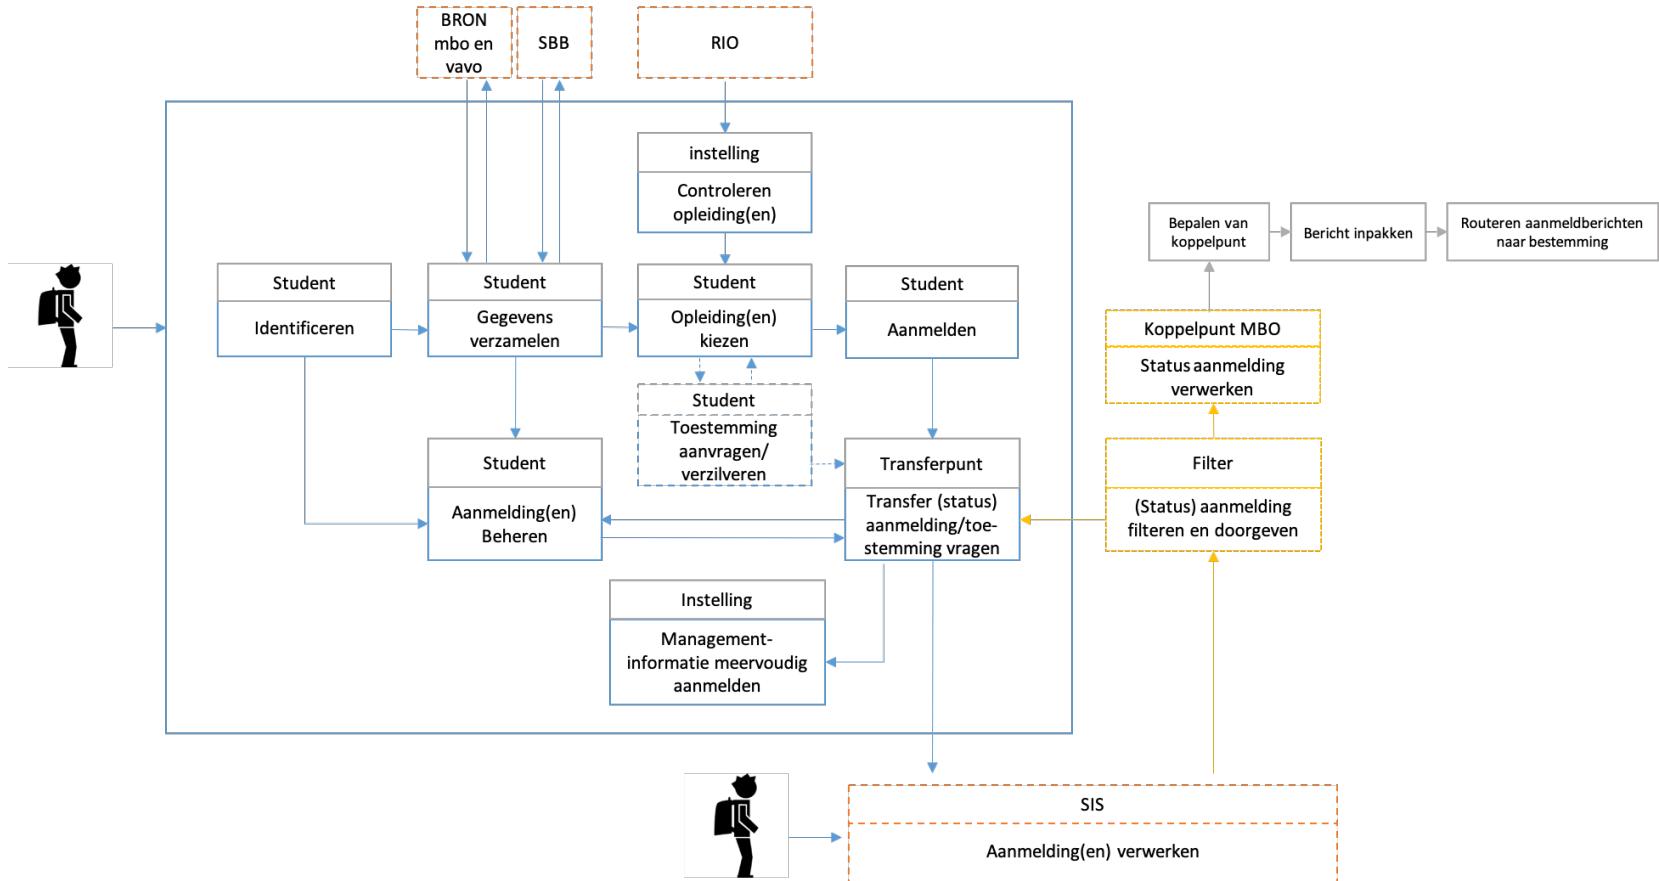 BRON
mbo en
vavo
SBB
RIO
instelling
Controleren
opleiding(en)
Bepalen van
koppelpunt
Bericht inpakken
Routeren aanmeldberichten
naar bestemming
Student
Identificeren
Student
Gegevens
verzamelen
Student
Opleiding(en)
kiezen
Student
Aanmelden
Koppelpunt MBO
Status aanmelding
verwerken
Student
Toestemming
aanvragen/
verzilveren
Student
Aanmelding(en)
Beheren
Transferpunt
Transfer (status)
aanmelding/toe-
stemming vragen
Filter
(Status) aanmelding
filteren en doorgeven
Instelling
Management-
informatie meervoudig
aanmelden
SIS
Aanmelding(en) verwerken